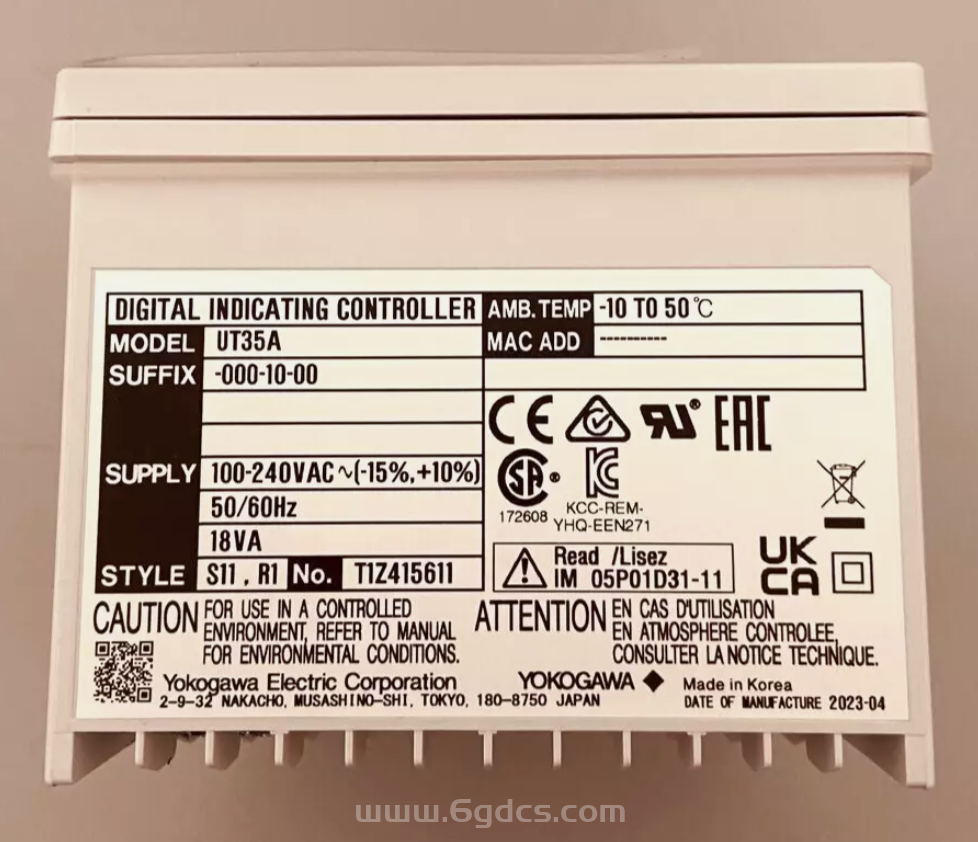 DIGITAL INDICATING CONTROLLER
MODEL UT35A
SUFFIX -000-10-00
SUPPLY 100-240VAC ~(-15%,+10%)
50/60Hz
18VA
STYLE S11 , R1 No. T1Z415611
AMB.TEMP -10 TO 50 ℃
MAC ADD ----------
CE
RU ®
EAC
SA ®
172608
KC
KCC-REM-
YHQ-EEN271
Read /Lisez
IM 05P01D31-11
UK
CA
CAUTION FOR USE IN A CONTROLLED
ENVIRONMENT, REFER TO MANUAL
FOR ENVIRONMENTAL CONDITIONS.
ATTENTION EN CAS D'UTILISATION
EN ATMOSPHERE CONTROLEE,
CONSULTER LA NOTICE TECHNIQUE.
Yokogawa Electric Corporation
2-9-32 NAKACHO, MUSASHINO-SHI, TOKYO, 180-8750 JAPAN
YOKOGAWA ◆
Made in Korea
DATE OF MANUFACTURE 2023-04
www.6gdcs.com